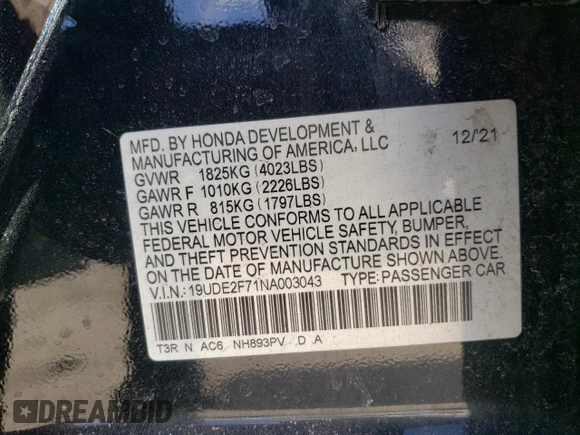 MFD. BY HONDA DEVELOPMENT & 12/21
MANUFACTURING OF AMERICA, LLC
GVWR 1825KG (4023LBS)
GAWR F 1010KG (2226LBS)
GAWR R 815KG (1797LBS)
THIS VEHICLE CONFORMS TO ALL APPLICABLE
FEDERAL MOTOR VEHICLE SAFETY, BUMPER,
AND THEFT PREVENTION STANDARDS IN EFFECT
ON THE DATE OF MANUFACTURE SHOWN ABOVE.
V.I.N.: 19UDE2F71NA003043 TYPE:PASSENGER CAR
T3R N AC6 NH893PV .D .A
DREAMBID